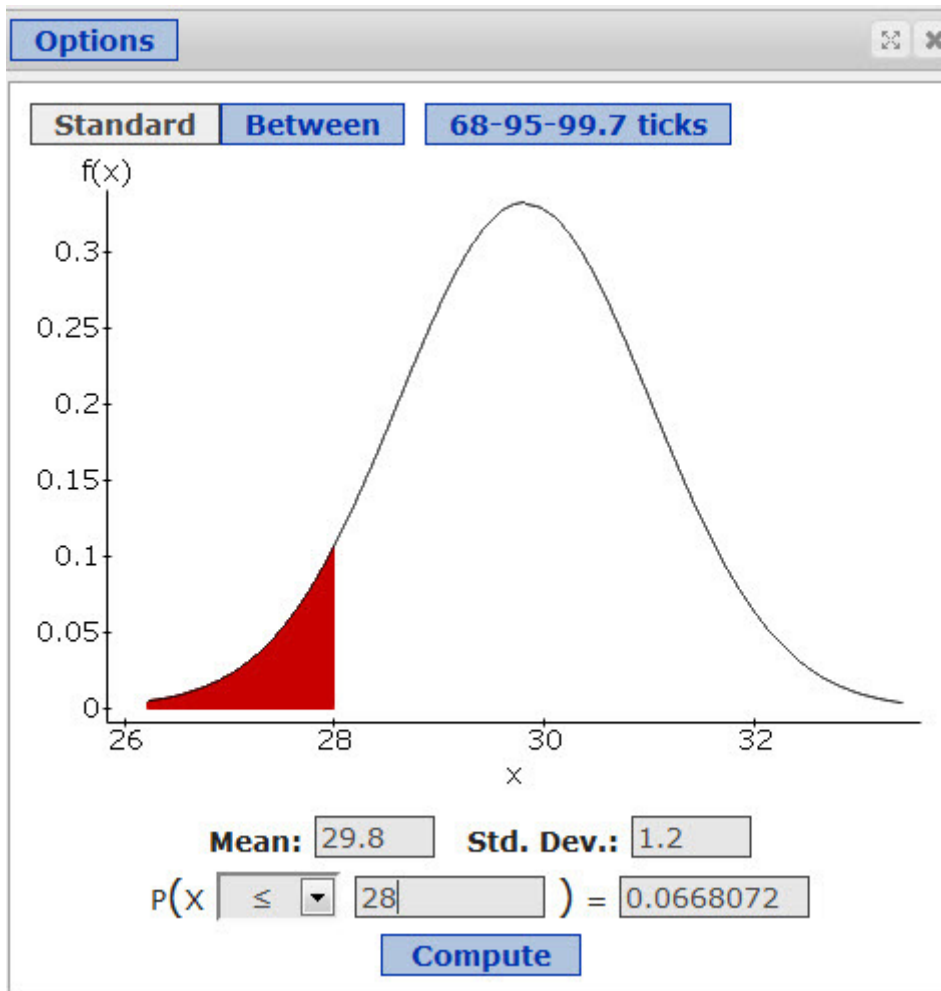 Options
Standard Between 68-95-99.7 ticks
f(x)
0.3
0.25
0.2
0.15
0.1
0.05
0
26 28 30 32
x
Mean: 29.8 Std. Dev.: 1.2
P(X ≤ 28) = 0.0668072
Compute